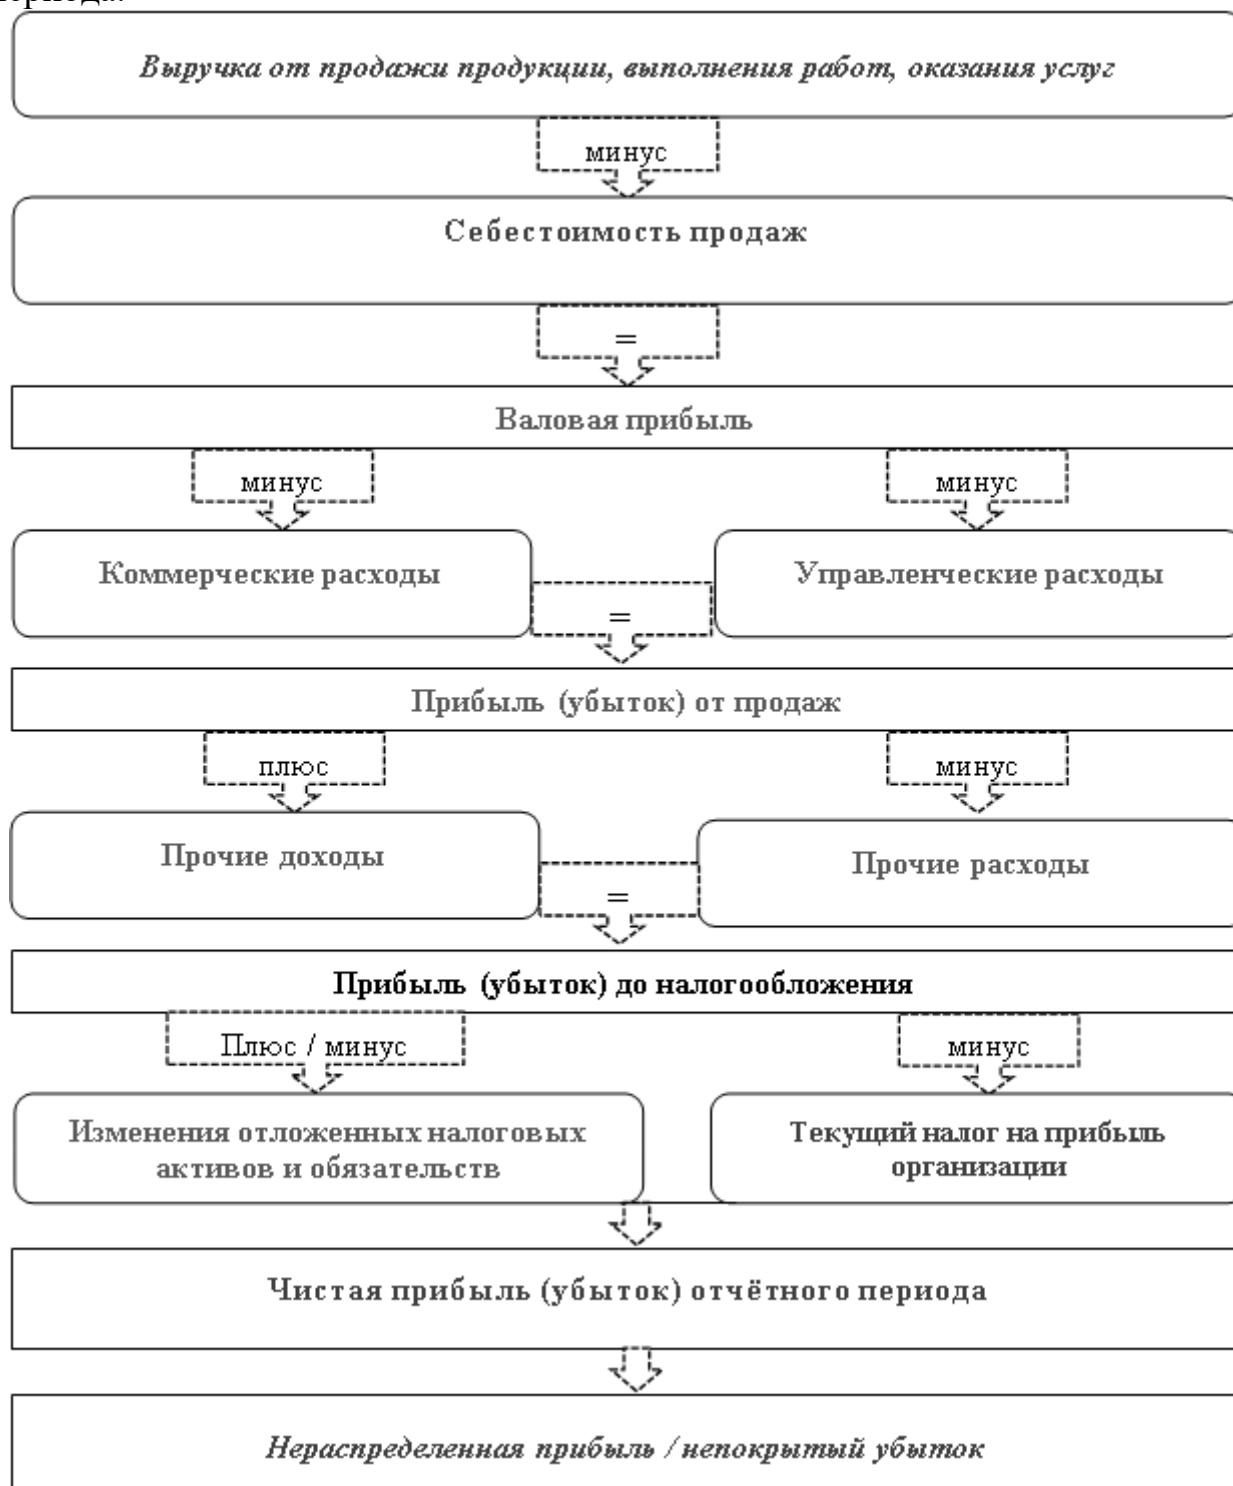 периода.
Выручка от продажи продукции, выполнения работ, оказания услуг
минус
Себестоимость продаж
=
Валовая прибыль
минус
минус
Коммерческие расходы
Управленческие расходы
=
Прибыль (убыток) от продаж
плюс
минус
Прочие доходы
Прочие расходы
=
Прибыль (убыток) до налогообложения
Плюс / минус
минус
Изменения отложенных налоговых
активов и обязательств
Текущий налог на прибыль
организации
Чистая прибыль (убыток) отчётного периода
Нераспределенная прибыль / непокрытый убыток